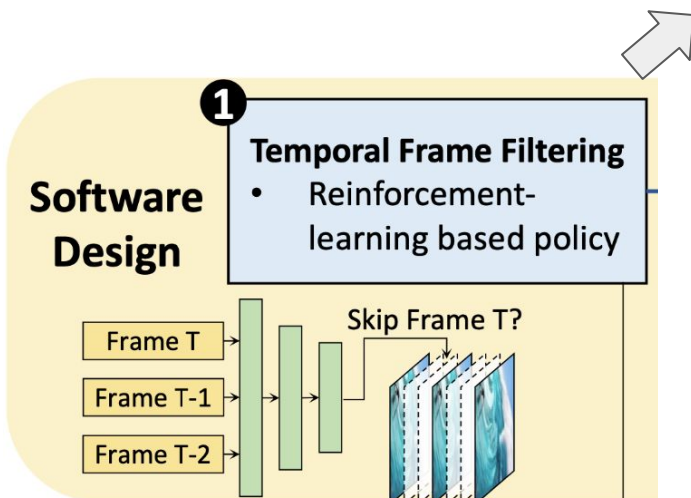 1
Temporal Frame Filtering
• Reinforcement-
learning based policy
Software
Design
Skip Frame T?
Frame T
Frame T-1
Frame T-2